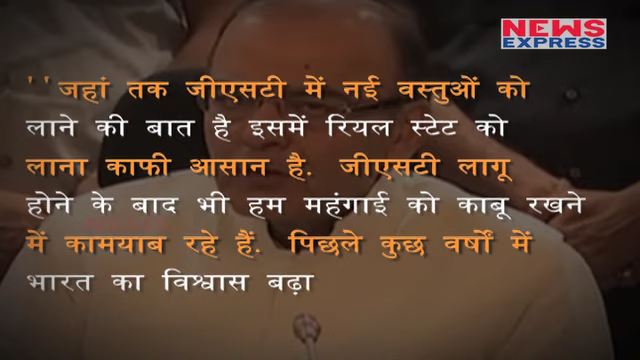 NEWS
EXPRESS
''जहां तक जीएसटी में नई वस्तुओं को
लाने की बात है इसमें रियल स्टेट को
लाना काफी आसान है. जीएसटी लागू
होने के बाद भी हम महंगाई को काबू रखने
में कामयाब रहे हैं. पिछले कुछ वर्षों में
भारत का विश्वास बढ़ा